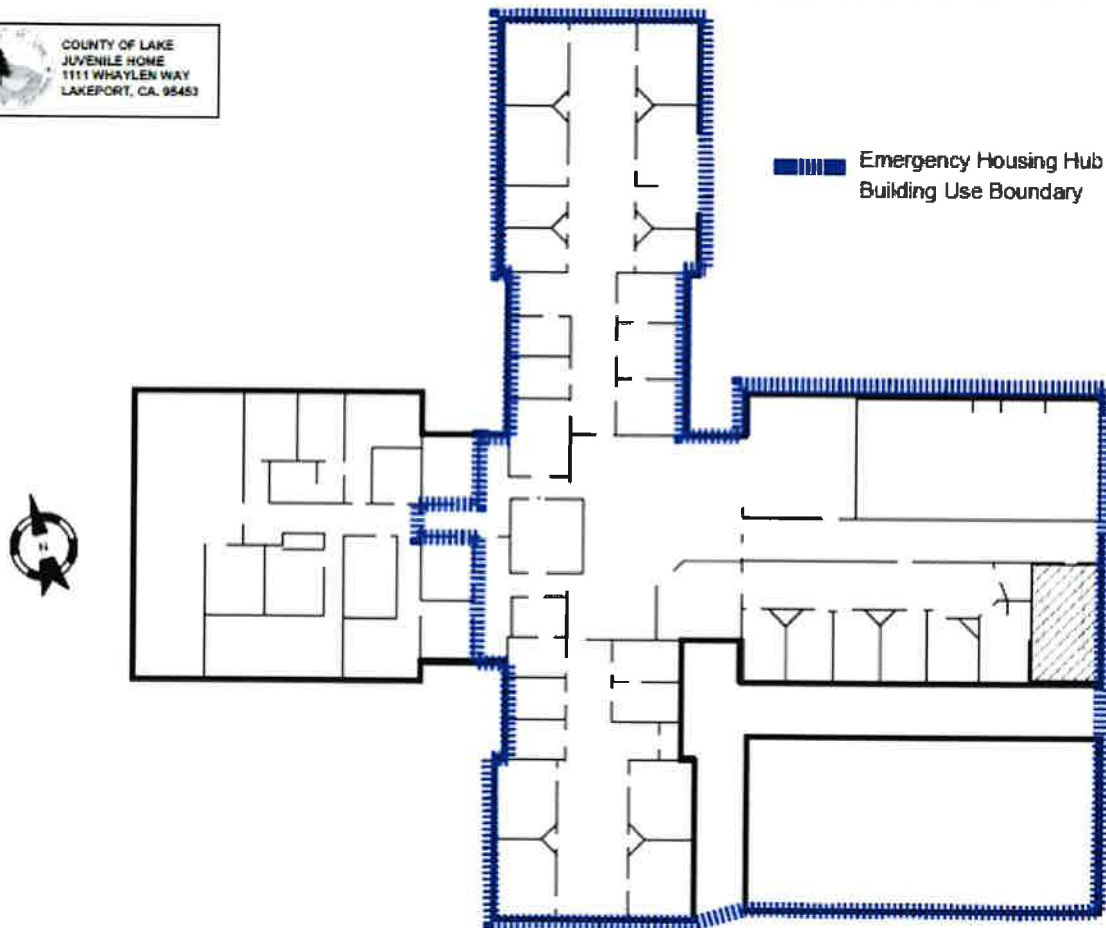 COUNTY OF LAKE
JUVENILE HOME
1111 WHAYLEN WAY
LAKEPORT, CA. 95453
Emergency Housing Hub
Building Use Boundary
N